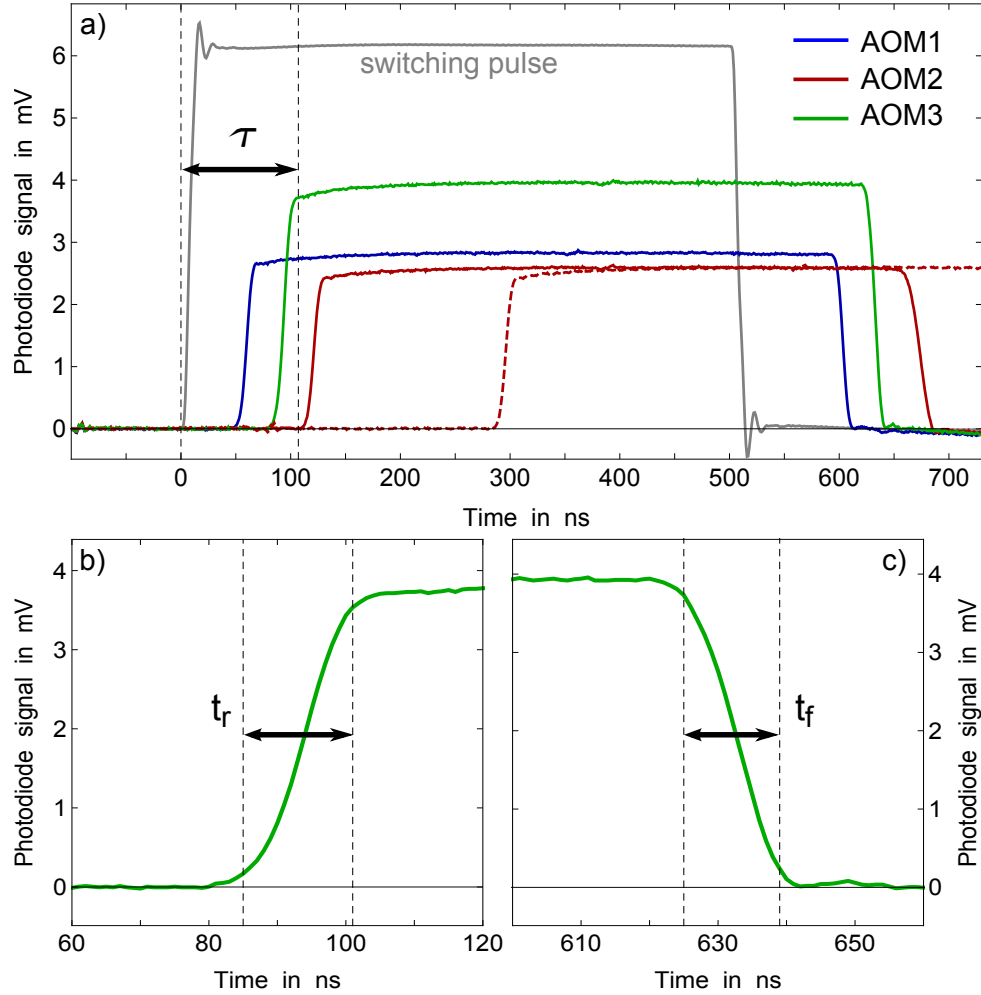 a)
switching pulse
AOM1
AOM2
AOM3
τ
Photodiode signal in mV
6
5
4
3
2
1
0
0 100 200 300 400 500 600 700
Time in ns
b)
t_r
Photodiode signal in mV
4
3
2
1
0
60 80 100 120
Time in ns
c)
t_f
4
3
2
1
0
Photodiode signal in mV
610 630 650
Time in ns